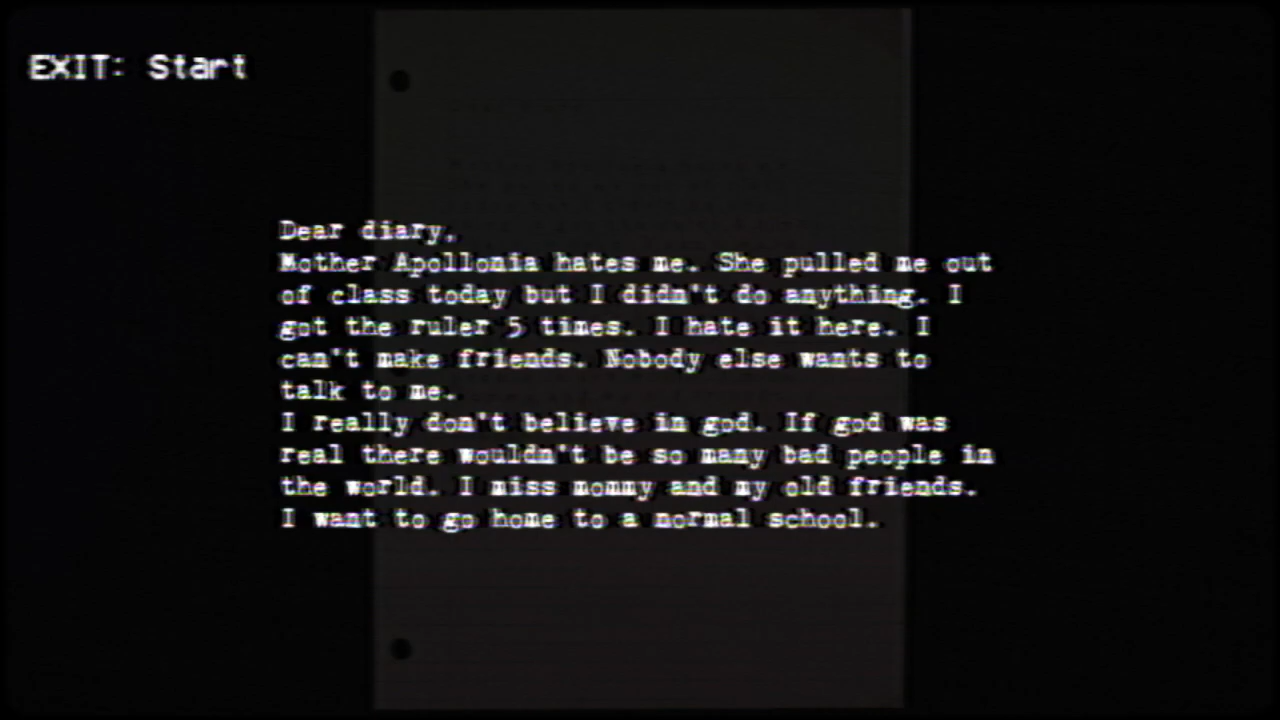 EXIT: Start
Dear diary,
Mother Apollonia hates me. She pulled me out
of class today but I didn't do anything. I
got the ruler 5 times. I hate it here. I
can't make friends. Nobody else wants to
talk to me.
I really don't believe in god. If god was
real there wouldn't be so many bad people in
the world. I miss mommy and my old friends.
I want to go home to a normal school.